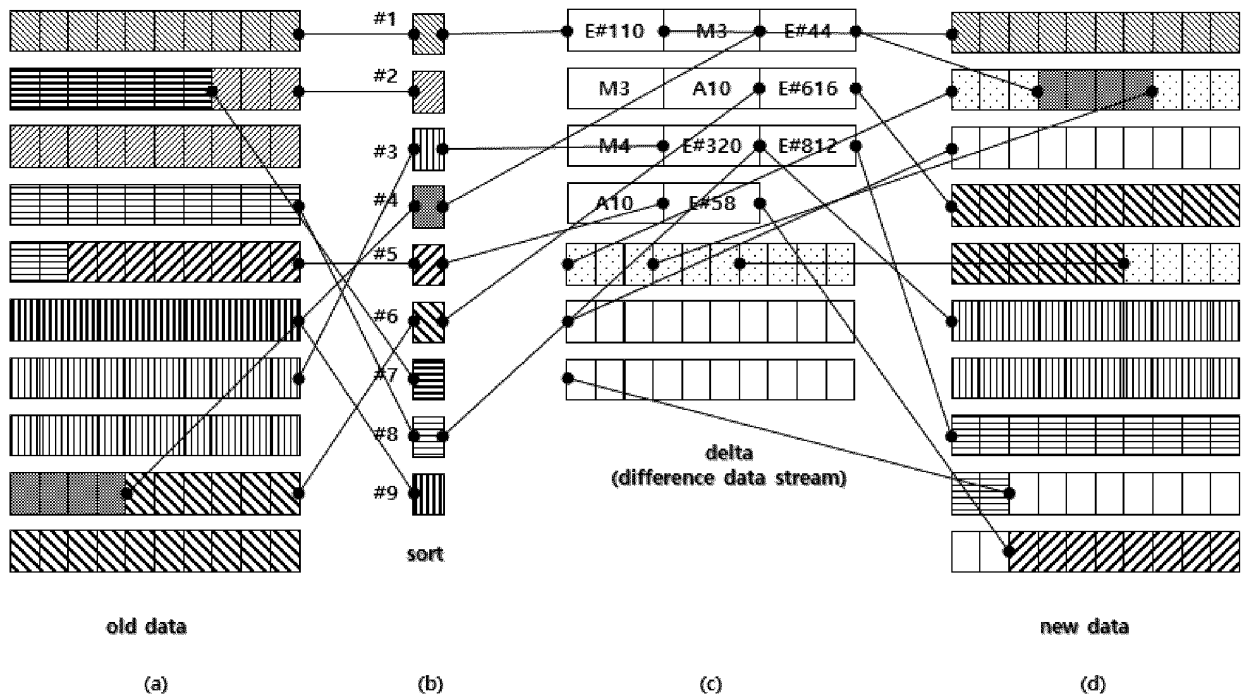 #1
E#110 M3 E#44
#2
M3 A10 E#616
#3
M4 E#320 E#812
#4
A10 E#58
#5
#6
#7
#8
delta
(difference data stream)
#9
sort
old data
new data
(a) (b) (c) (d)